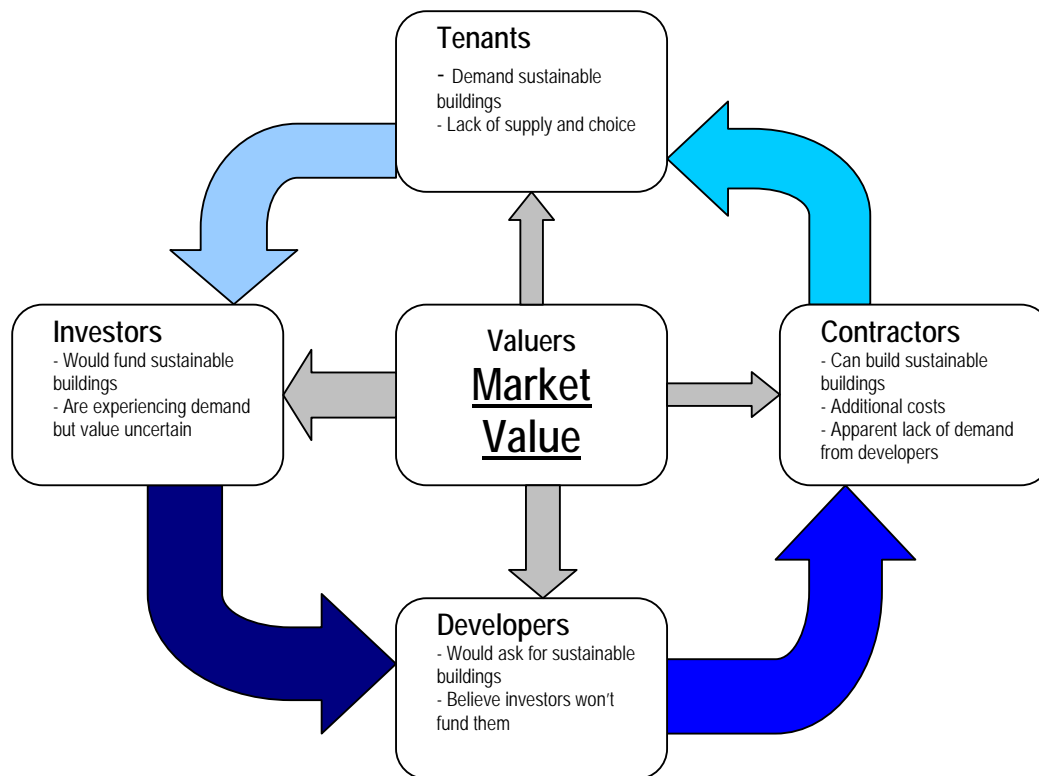 Tenants
- Demand sustainable
buildings
- Lack of supply and choice
Investors
- Would fund sustainable
buildings
- Are experiencing demand
but value uncertain
Valuers
Market
Value
Contractors
- Can build sustainable
buildings
- Additional costs
- Apparent lack of demand
from developers
Developers
- Would ask for sustainable
buildings
- Believe investors won't
fund them